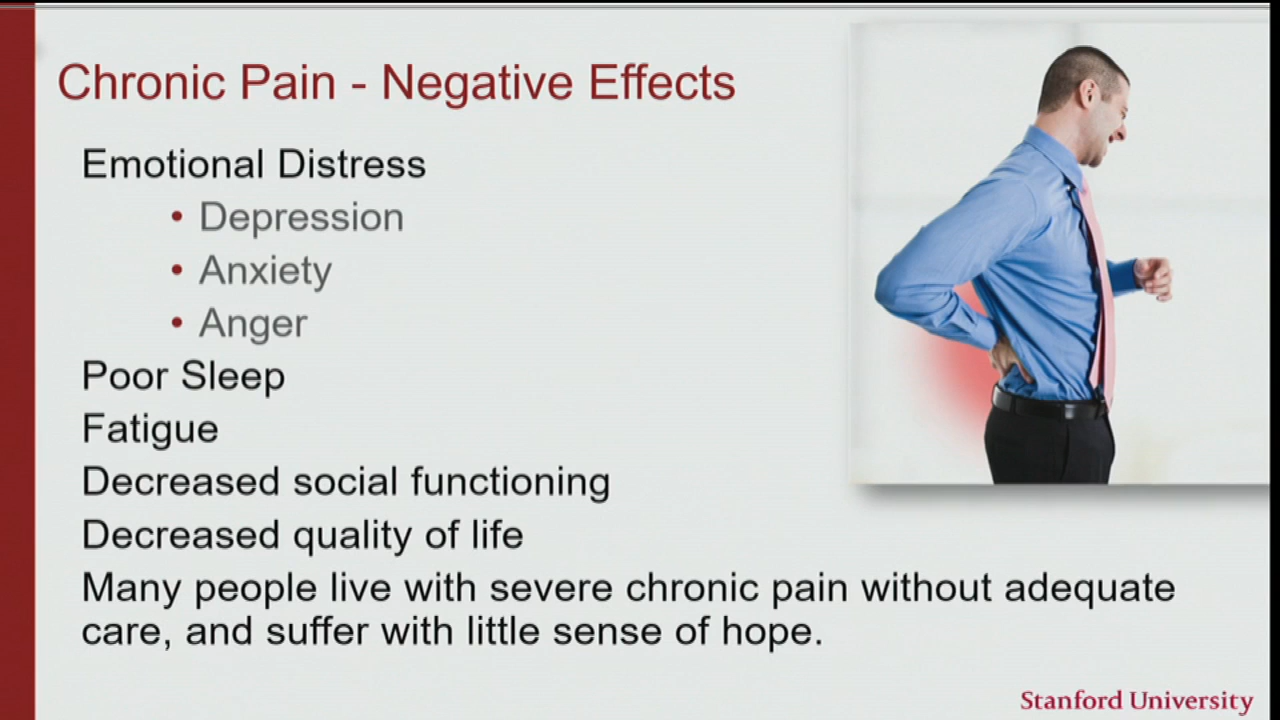 Chronic Pain - Negative Effects
Emotional Distress
• Depression
• Anxiety
• Anger
Poor Sleep
Fatigue
Decreased social functioning
Decreased quality of life
Many people live with severe chronic pain without adequate
care, and suffer with little sense of hope.
Stanford University